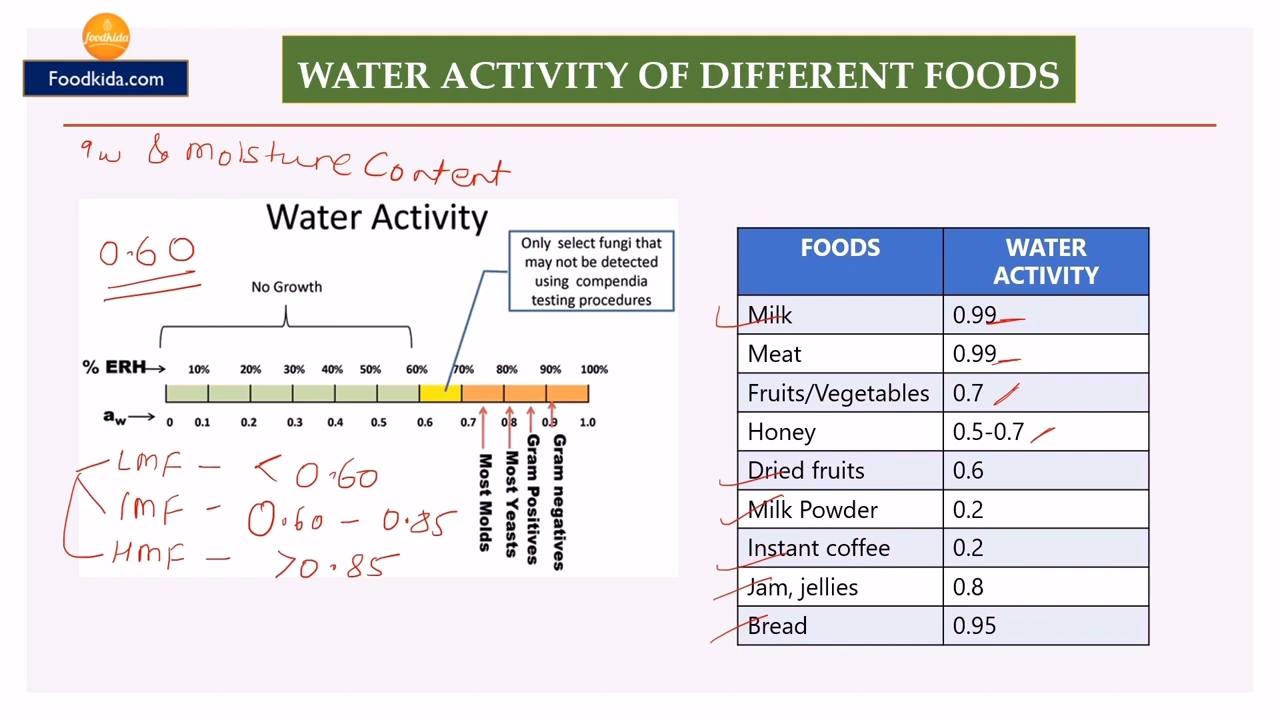 foodkida
Foodkida.com
WATER ACTIVITY OF DIFFERENT FOODS
aw & moisture Content
Water Activity
0.60
Only select fungi that
may not be detected
using compendia
testing procedures
No Growth
% ERH
10% 20% 30% 40% 50% 60% 70% 80% 90% 100%
aw
0 0.1 0.2 0.3 0.4 0.5 0.6 0.7 0.8 0.9 1.0
Most Molds
Most Yeasts
Gram Positives
Gram negatives
LMF - < 0.60
IMF - 0.60 - 0.85
HMF - >0.85
FOODS WATER
ACTIVITY
Milk 0.99
Meat 0.99
Fruits/Vegetables 0.7
Honey 0.5-0.7
Dried fruits 0.6
Milk Powder 0.2
Instant coffee 0.2
Jam, jellies 0.8
Bread 0.95